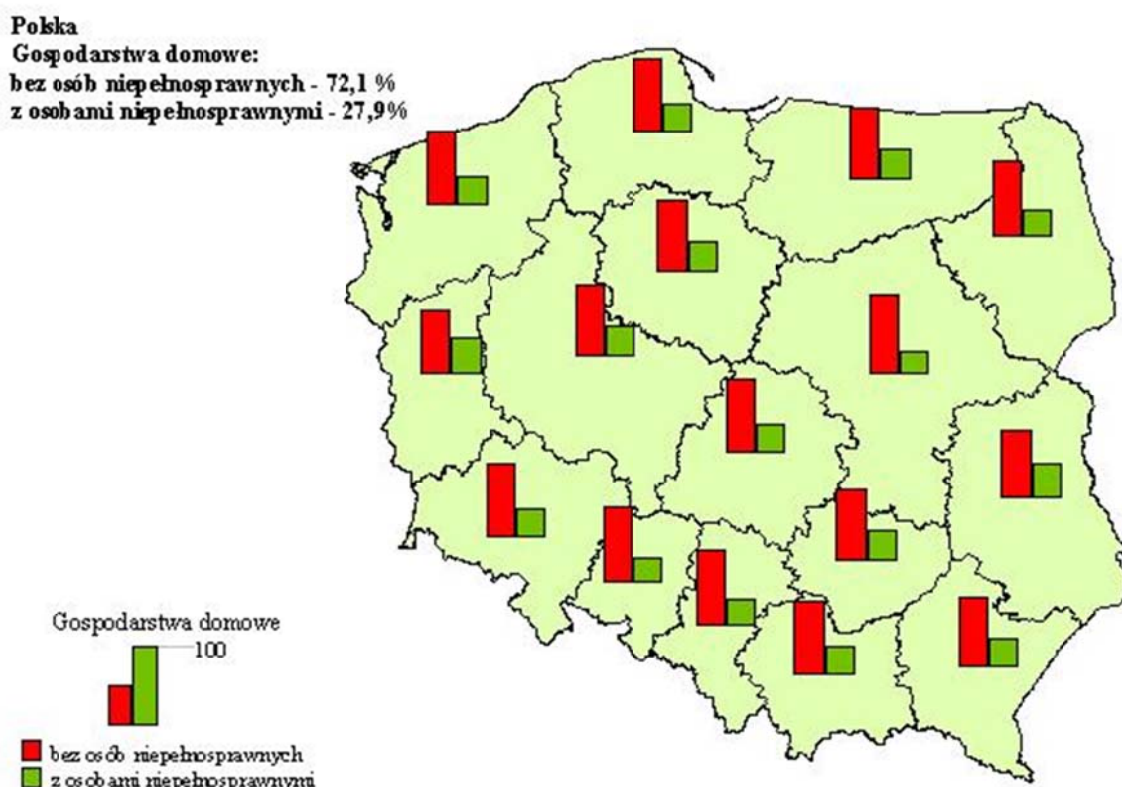 Polska
Gospodarstwa domowe:
bez osób niepełnosprawnych - 72,1 %
z osobami niepełnosprawnymi - 27,9%
Gospodarstwa domowe
100
bez osób niepełnosprawnych
z osobami niepełnosprawnymi